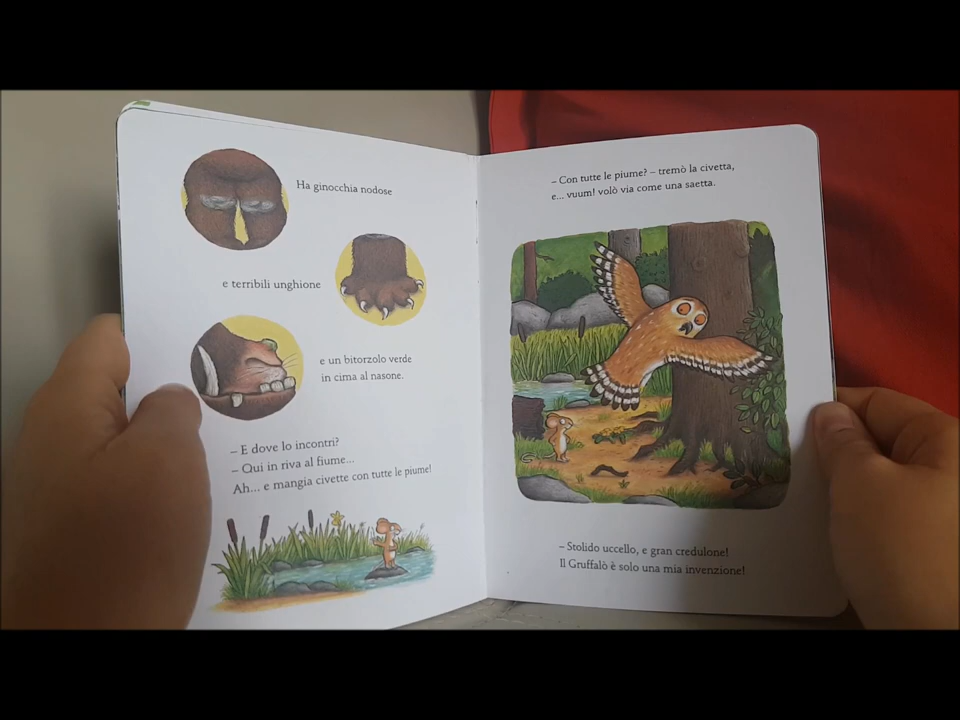 Ha ginocchia nodose
e terribili unghione
e un bitorzolo verde
in cima al nasone.
– E dove lo incontri?
– Qui in riva al fiume...
Ah... e mangia civette con tutte le piume!
– Con tutte le piume? – tremò la civetta,
e... vuum! volò via come una saetta.
– Stolido uccello, e gran credulone!
Il Gruffalò è solo una mia invenzione!